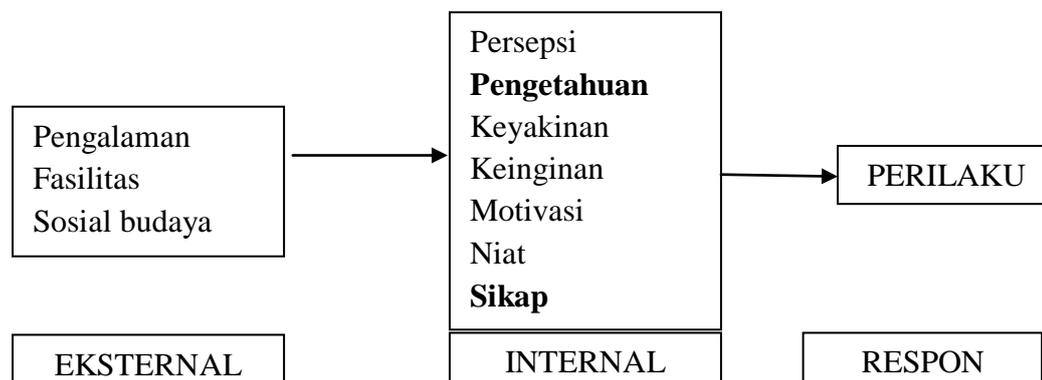 Pengalaman
Fasilitas
Sosial budaya
Persepsi
Pengetahuan
Keyakinan
Keinginan
Motivasi
Niat
Sikap
PERILAKU
EKSTERNAL
INTERNAL
RESPON